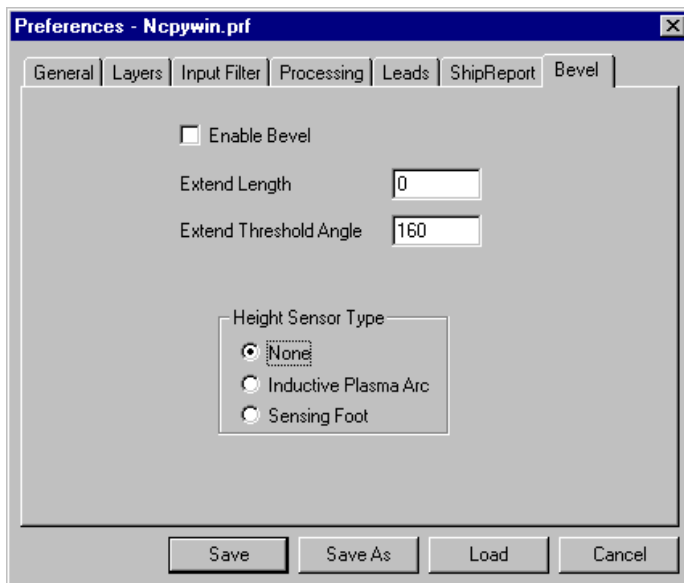 Preferences - Ncpywin.prf
General Layers Input Filter Processing Leads ShipReport Bevel
Enable Bevel
Extend Length 0
Extend Threshold Angle 160
Height Sensor Type
None
Inductive Plasma Arc
Sensing Foot
Save Save As Load Cancel